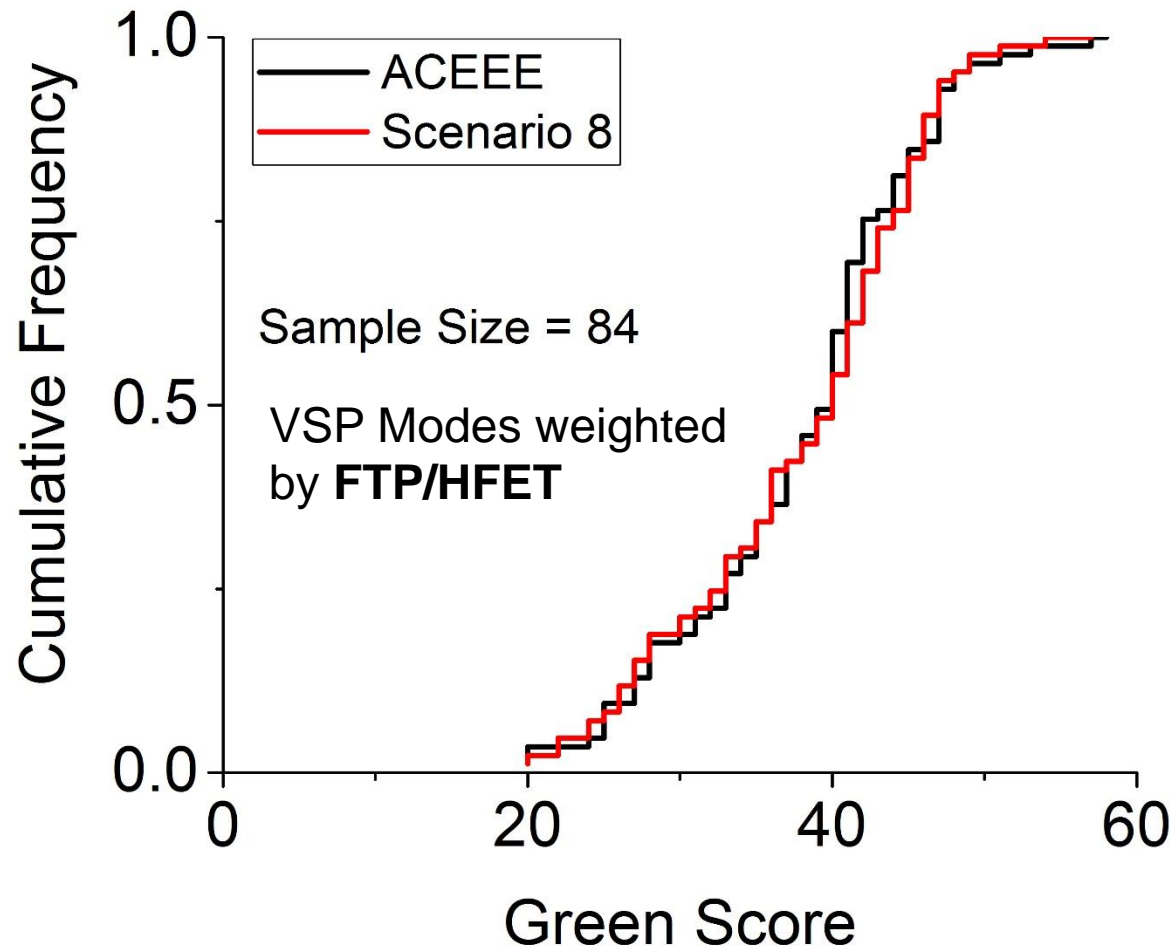 1.0
ACEEE
Scenario 8
Cumulative Frequency
Sample Size = 84
0.5
VSP Modes weighted
by FTP/HFET
0.0
0
20
40
60
Green Score